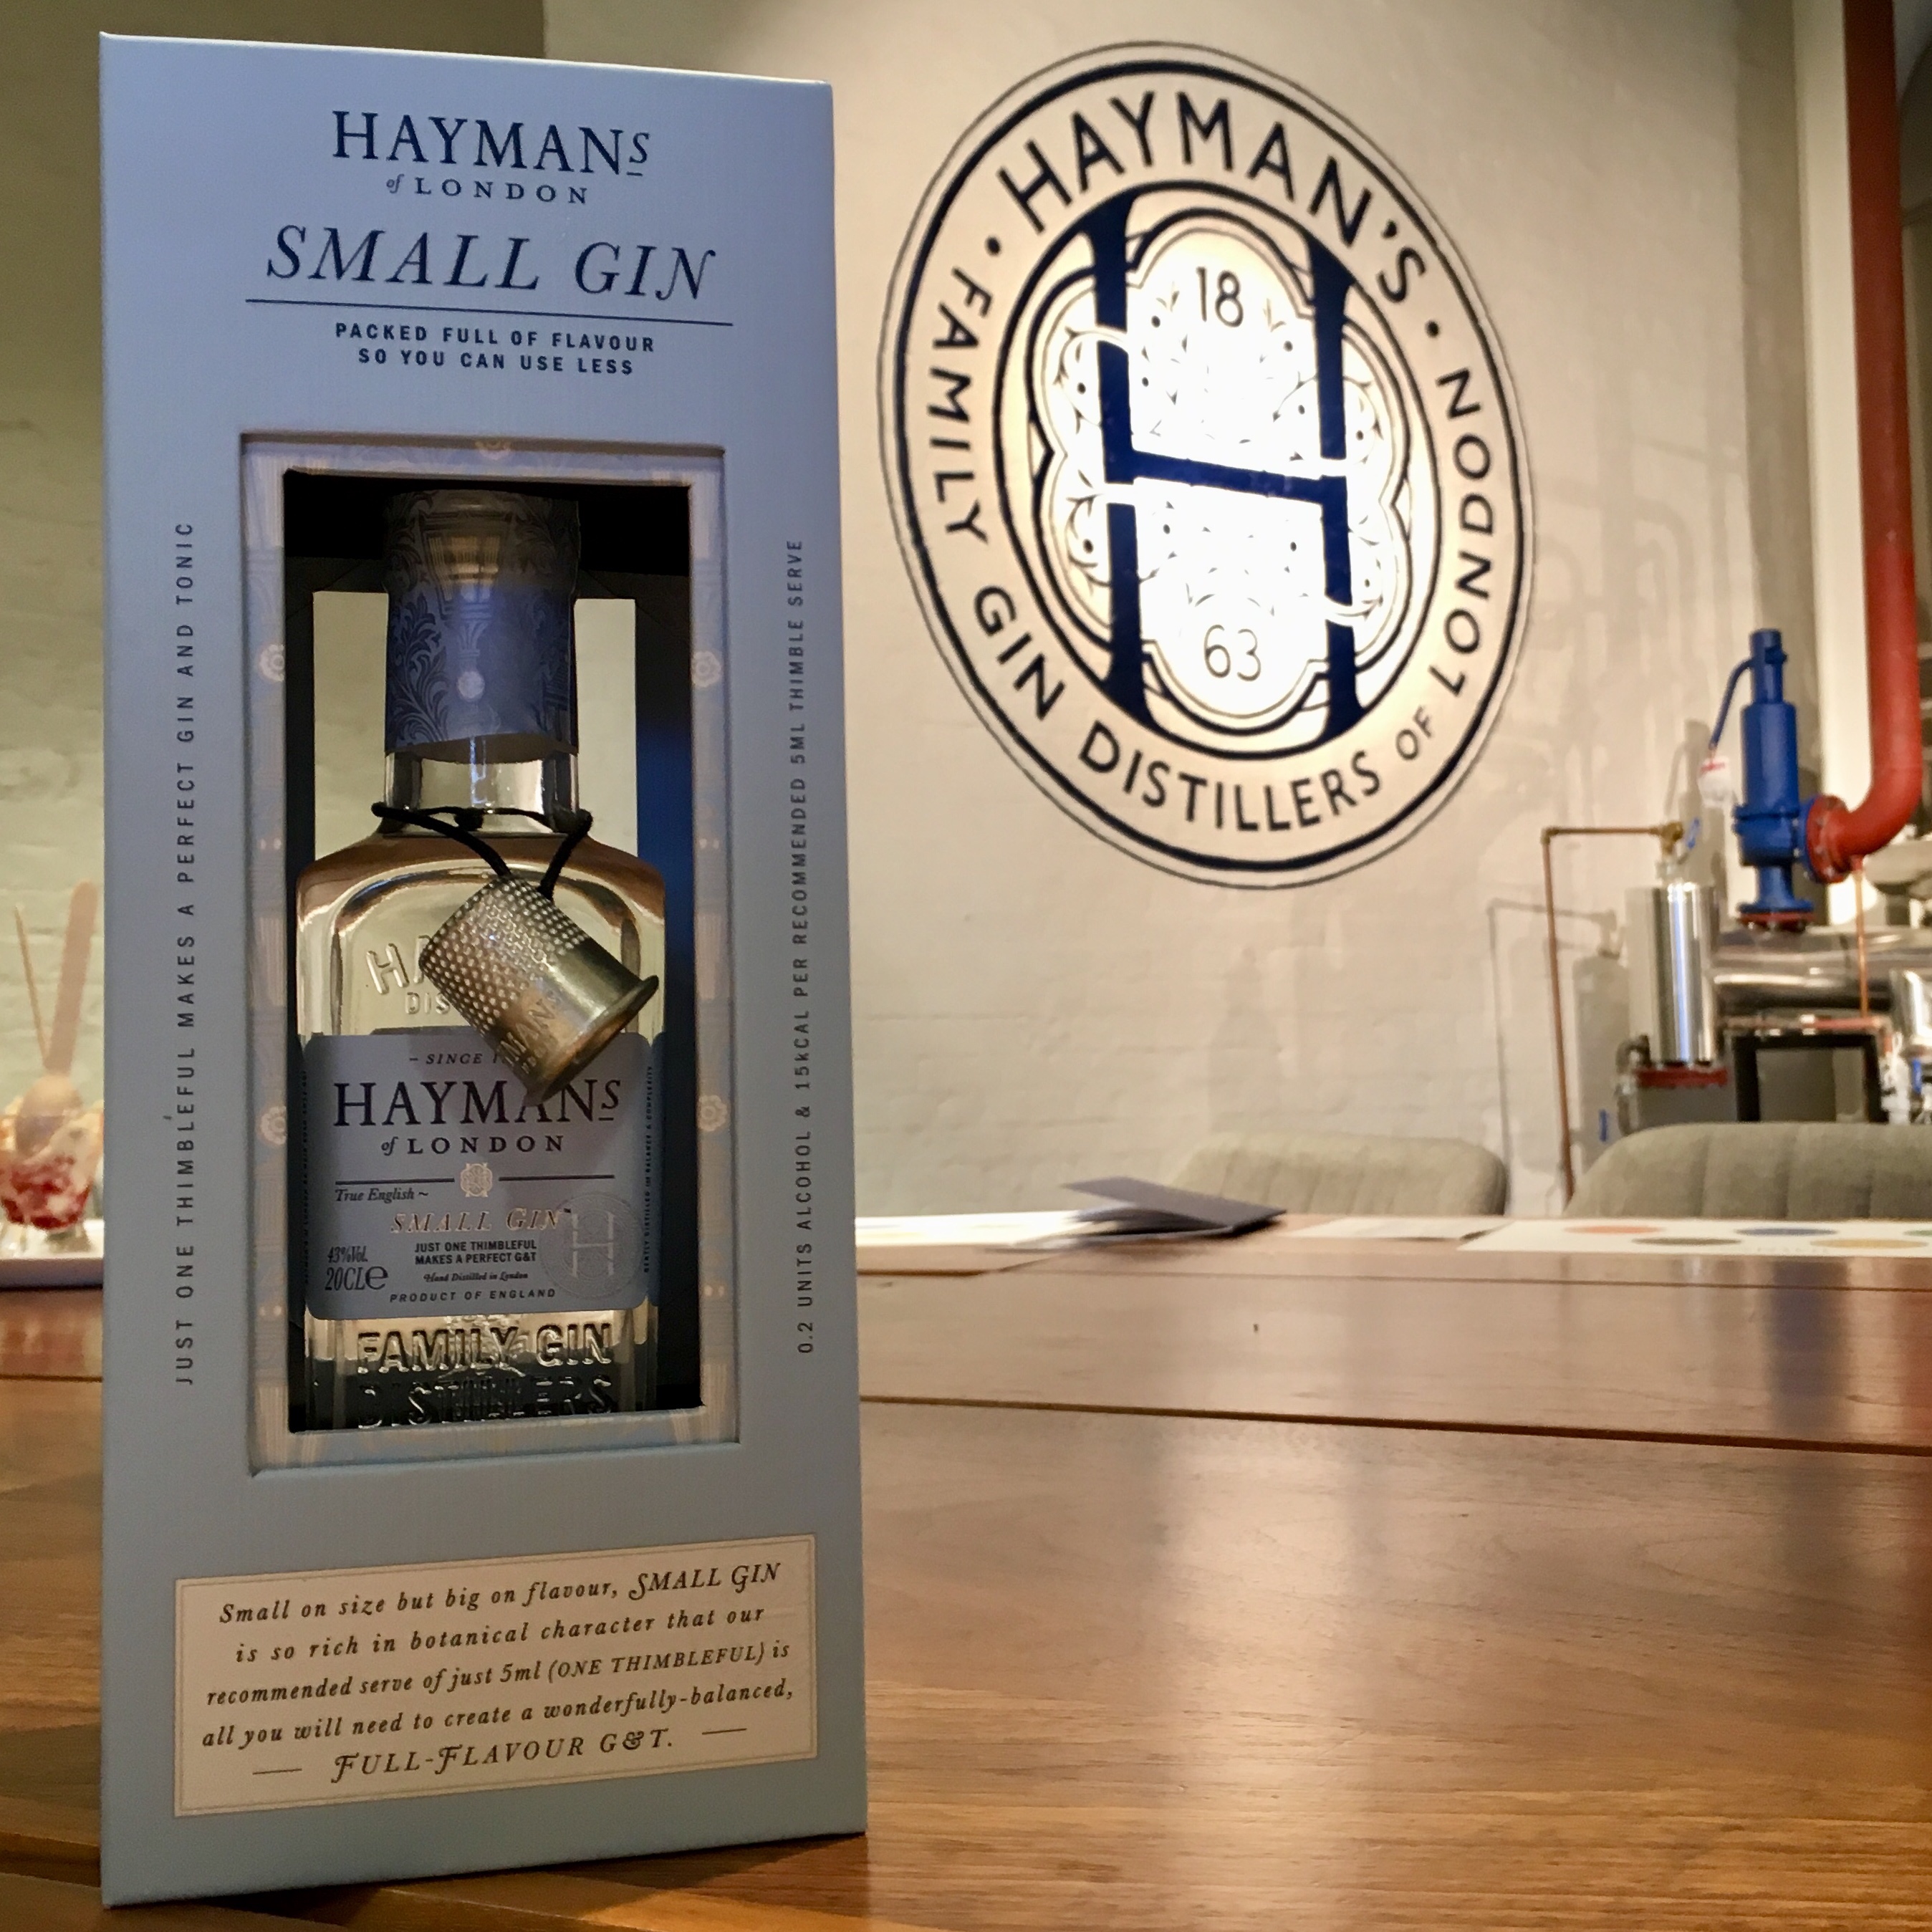 HAYMANS
of LONDON
SMALL GIN
PACKED FULL OF FLAVOUR
SO YOU CAN USE LESS
JUST ONE THIMBLEFUL MAKES A PERFECT GIN AND TONIC
0.2 UNITS ALCOHOL & 15kCAL PER RECOMMENDED 5ML THIMBLE SERVE
– SINCE
HAYMANS
of LONDON
True English ~
SMALL GIN™
JUST ONE THIMBLEFUL
MAKES A PERFECT G&T
43%Vol.
20CLe
Hand Distilled in London
PRODUCT OF ENGLAND
H
FAMILY GIN
DISTILLERS
Small on size but big on flavour, SMALL GIN
is so rich in botanical character that our
recommended serve of just 5ml (ONE THIMBLEFUL) is
all you will need to create a wonderfully-balanced,
— FULL-FLAVOUR G&T. —
• HAYMAN'S • LONDON
FAMILY GIN DISTILLERS OF
18
H
63